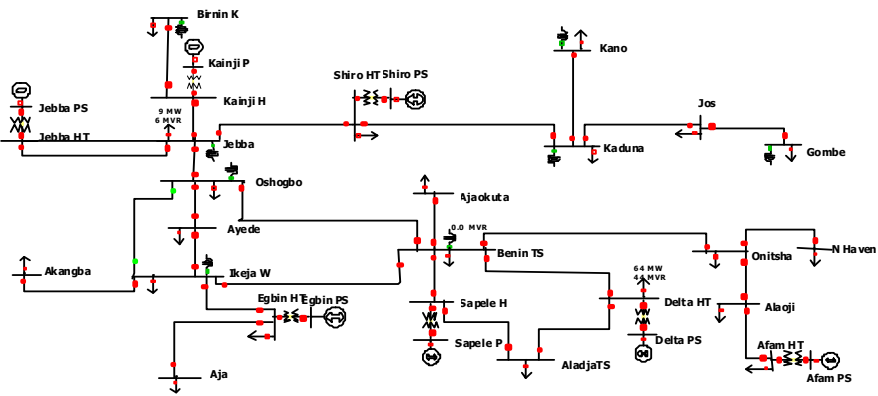 Birnin K
Kano
Kainji P
Shiro HT Shiro PS
Jebba PS
Kainji H
Jos
9 MW
6 MVR
Jebba HT
Jebba
Kaduna
Gombe
Oshogbo
Ajaokuta
Ayede
0.0 MVR
Benin TS
Onitsha
N Haven
Akangba
Ikeja W
64 MW
44 MVR
Egbin HT Egbin PS
Sapele H
Delta HT
Alaoji
Sapele P
Delta PS
Afam HT
AladjaTS
Aja
Afam PS